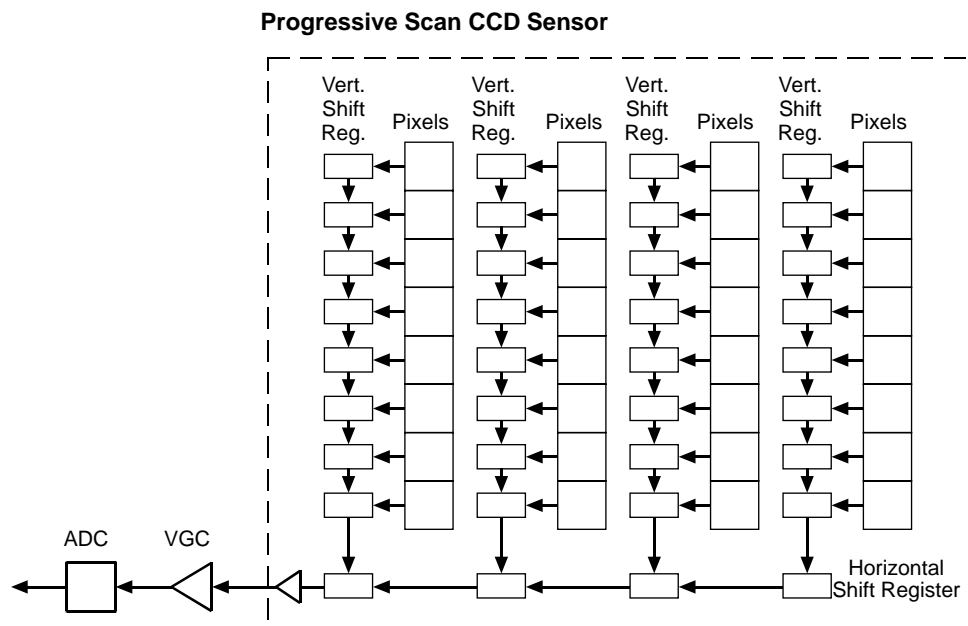 Progressive Scan CCD Sensor
Vert.
Shift
Reg.
Pixels
Vert.
Shift
Reg.
Pixels
Vert.
Shift
Reg.
Pixels
Vert.
Shift
Reg.
Pixels
ADC
VGC
Horizontal
Shift Register